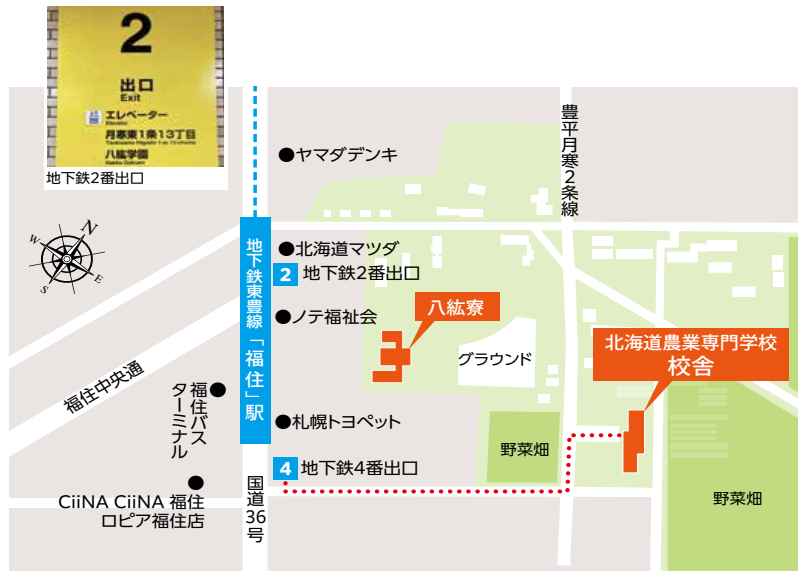 2
出口
Exit
エレベーター
Elevator
月寒東1条13丁目
八紘学園
地下鉄2番出口
N
W
E
S
●ヤマダデンキ
豊平月寒2条線
●北海道マツダ
2 地下鉄2番出口
地下鉄東豊線「福住」駅
●ノテ福祉会
八紘寮
グラウンド
北海道農業専門学校
校舎
福住中央通
福住バス
ターミナル
●札幌トヨペット
野菜畑
4 地下鉄4番出口
CiiNA CiiNA 福住
ロピア福住店
国道36号
野菜畑